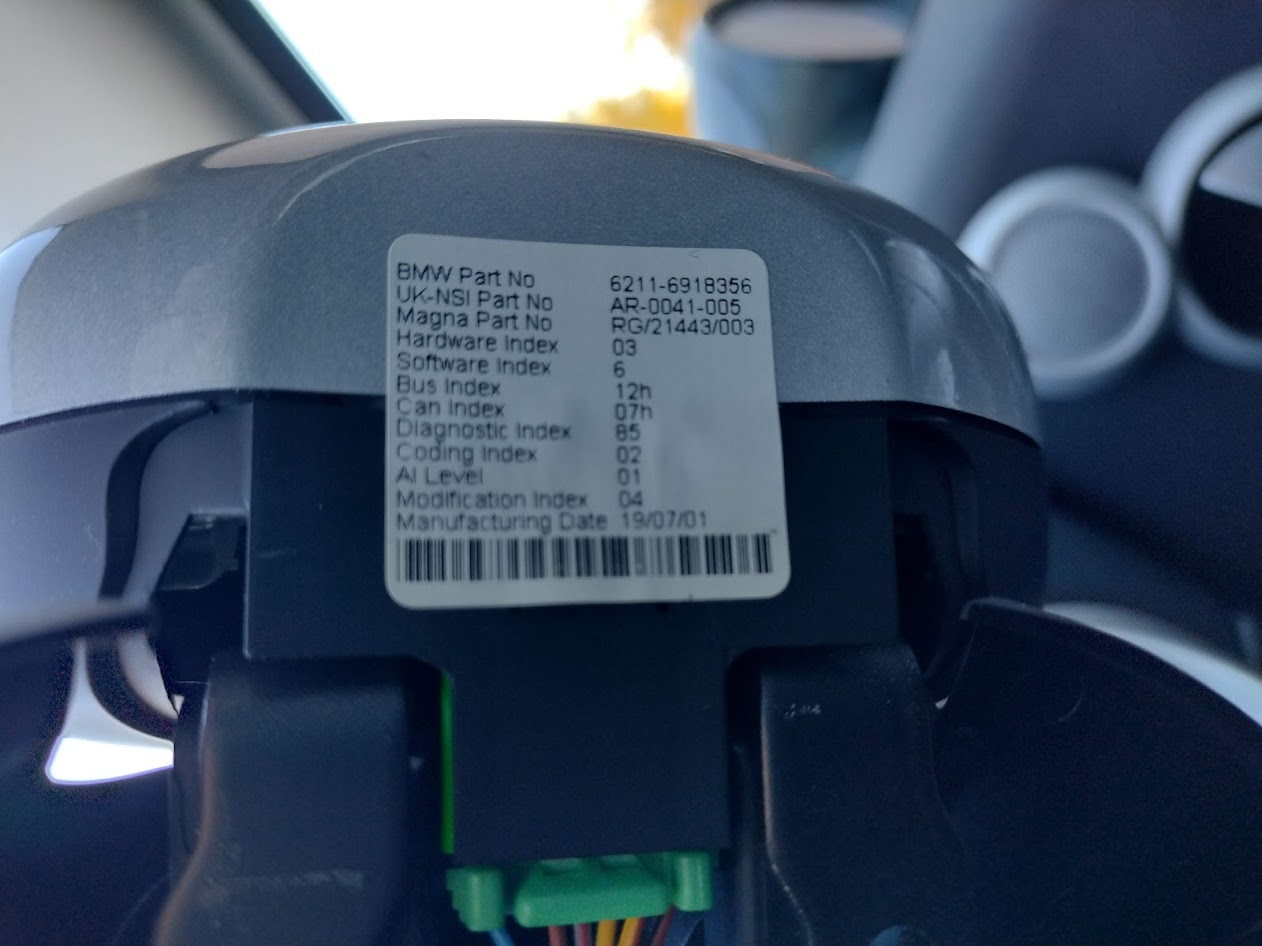 BMW Part No 6211-6918356
UK-NSI Part No AR-0041-005
Magna Part No RG/21443/003
Hardware Index 03
Software Index 6
Bus Index 12h
Can Index 07h
Diagnostic Index 85
Coding Index 02
AI Level 01
Modification Index 04
Manufacturing Date 19/07/01